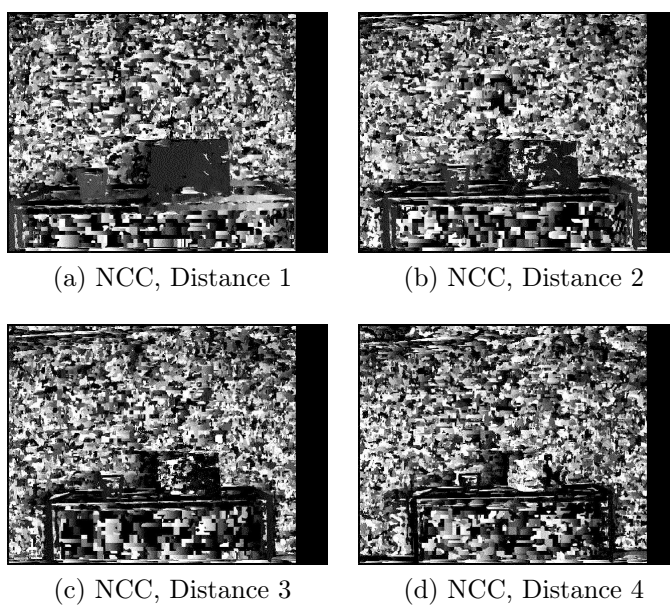 (a) NCC, Distance 1
(b) NCC, Distance 2
(c) NCC, Distance 3
(d) NCC, Distance 4